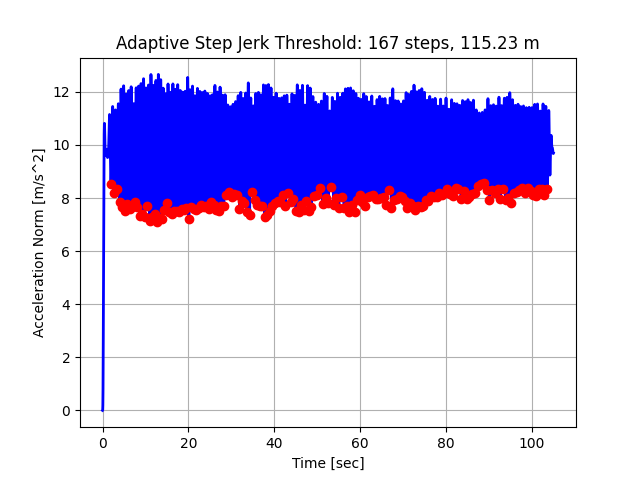 Adaptive Step Jerk Threshold: 167 steps, 115.23 m
12
10
8
6
4
2
0
Acceleration Norm [m/s^2]
0 20 40 60 80 100
Time [sec]